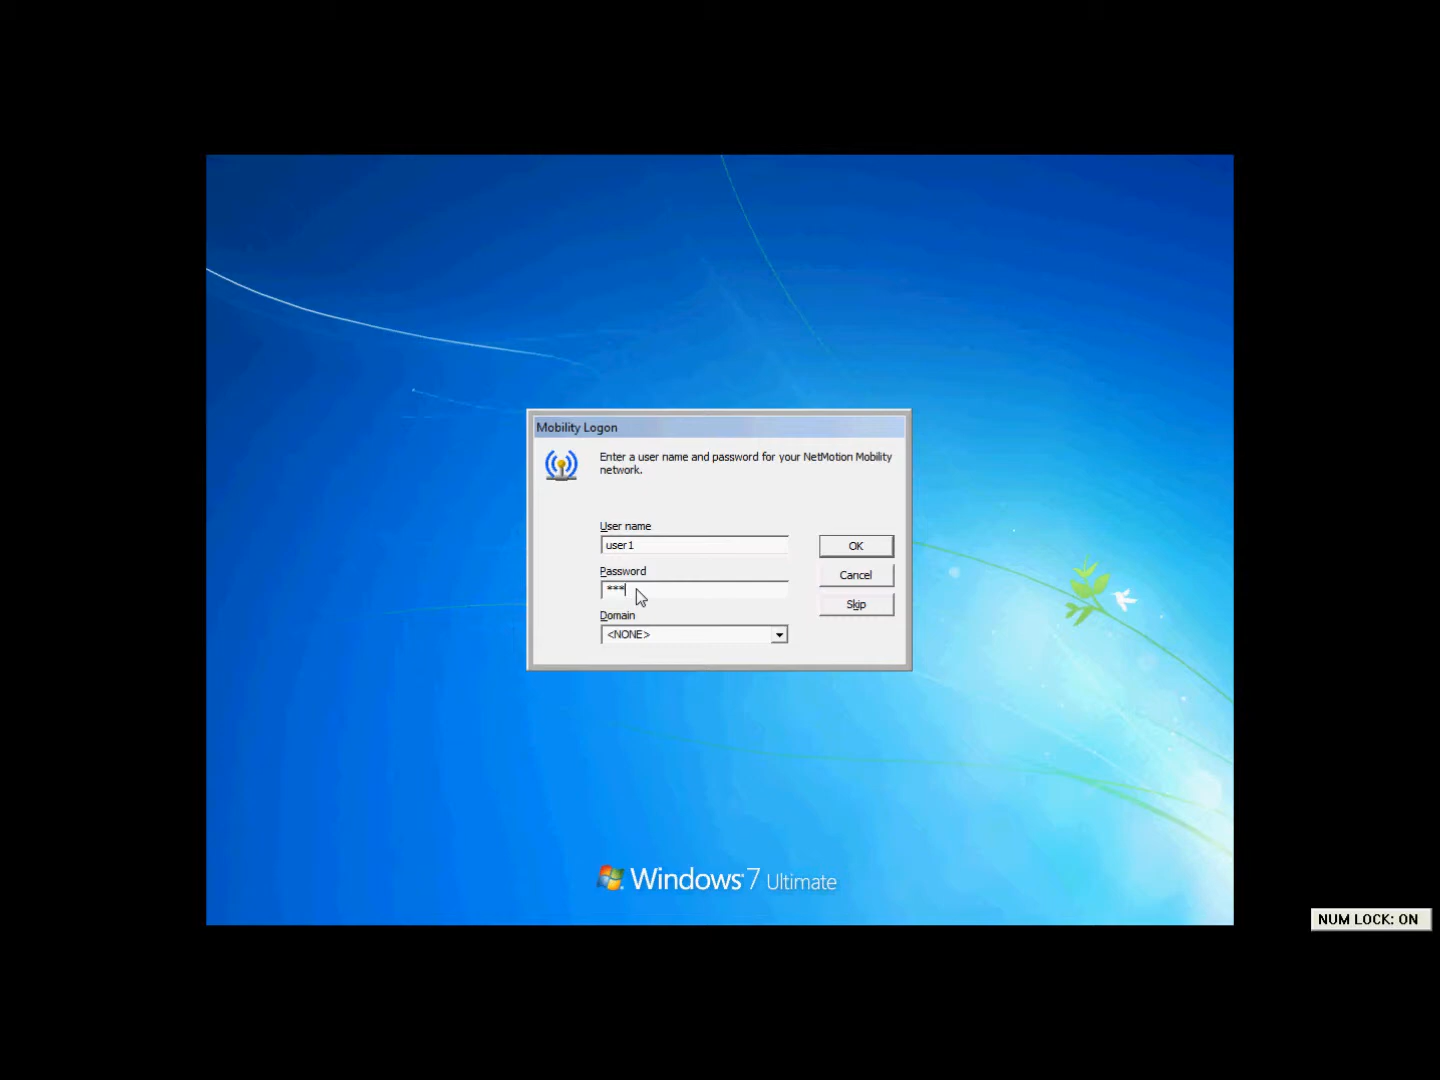 Mobility Logon
Enter a user name and password for your NetMotion Mobility
network.
User name
user1
OK
Password
***
Cancel
Skip
Domain
<NONE>
Windows 7 Ultimate
NUM LOCK: ON